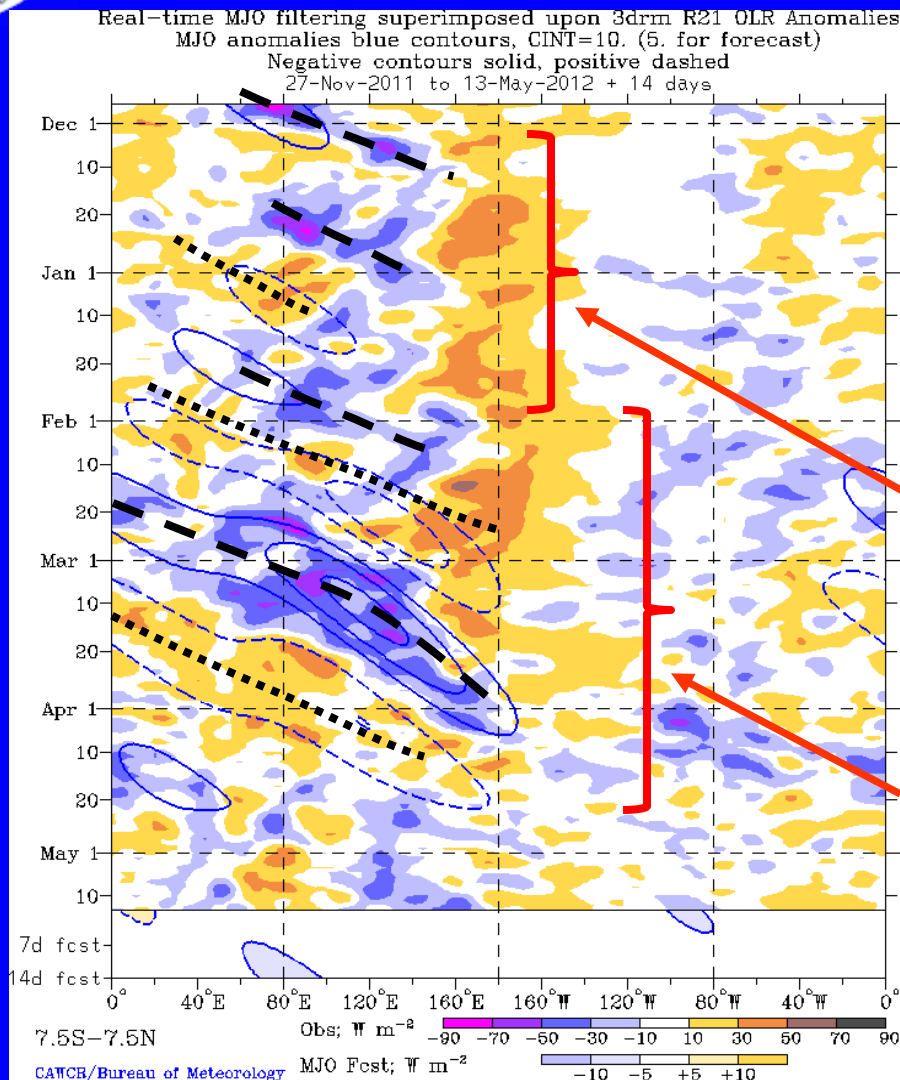 Real-time MJO filtering superimposed upon 3drm R21 OLR Anomalies
MJO anomalies blue contours, CINT=10. (5. for forecast)
Negative contours solid, positive dashed
27-Nov-2011 to 13-May-2012 + 14 days
Dec 1
10
20
Jan 1
10
20
Feb 1
10
20
Mar 1
10
20
Apr 1
10
20
May 1
10
7d fcst
14d fcst
0° 40°E 80°E 120°E 160°E 160°W 120°W 80°W 40°W 0°
7.5S-7.5N
Obs; W m⁻²
-90 -70 -50 -30 -10 10 30 50 70 90
CAWCR/Bureau of Meteorology
MJO Fcst; W m⁻²
-10 -5 +5 +10